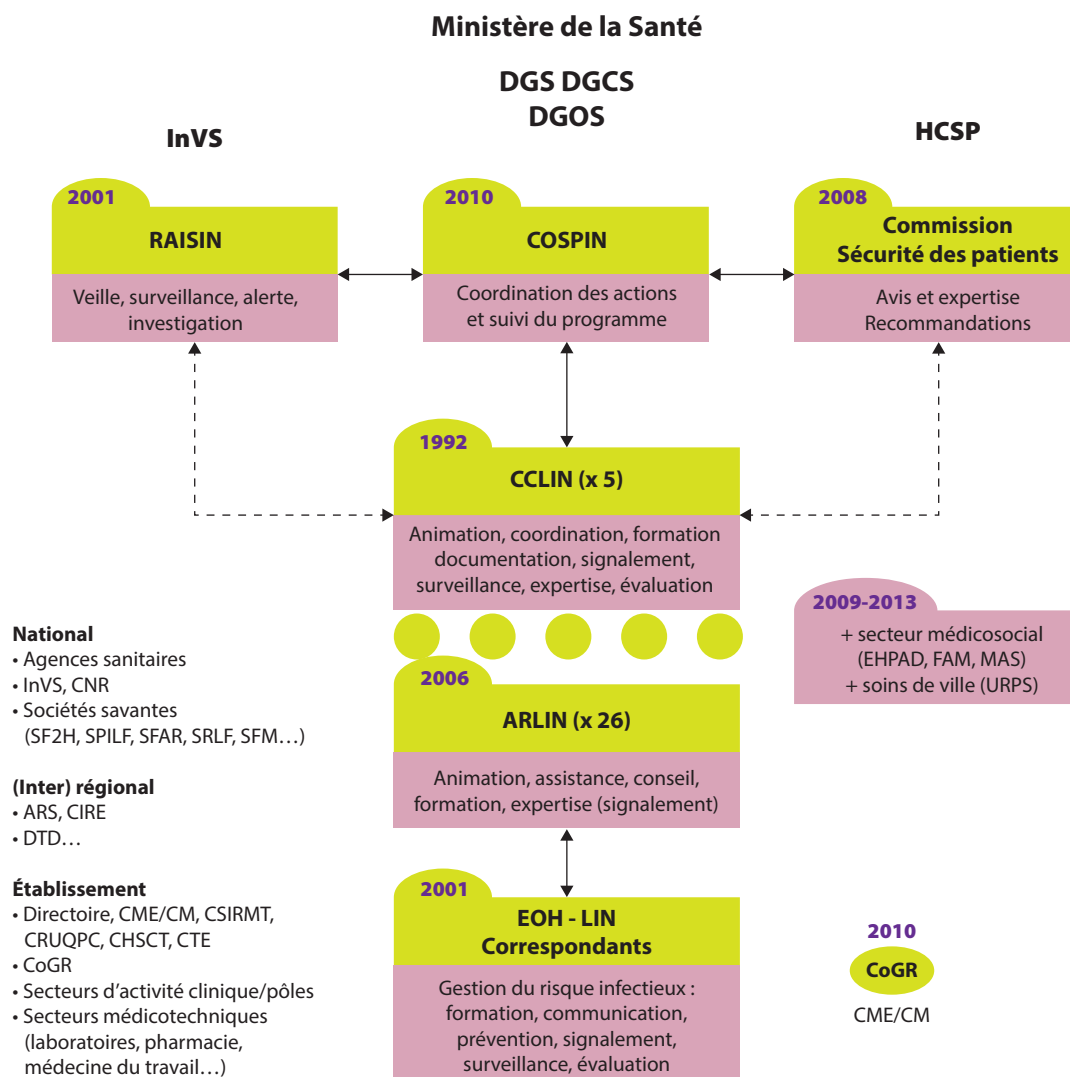 Ministère de la Santé
DGS DGCS
DGOS
InVS
HCSP
2001
RAISIN
Veille, surveillance, alerte,
investigation
2010
COSPIN
Coordination des actions
et suivi du programme
2008
Commission
Sécurité des patients
Avis et expertise
Recommandations
1992
CCLIN (x 5)
Animation, coordination, formation
documentation, signalement,
surveillance, expertise, évaluation
2009-2013
+ secteur médicosocial
(EHPAD, FAM, MAS)
+ soins de ville (URPS)
2006
ARLIN (x 26)
Animation, assistance, conseil,
formation, expertise (signalement)
2001
EOH - LIN
Correspondants
Gestion du risque infectieux :
formation, communication,
prévention, signalement,
surveillance, évaluation
National
• Agences sanitaires
• InVS, CNR
• Sociétés savantes
(SF2H, SPILF, SFAR, SRLF, SFM…)
(Inter) régional
• ARS, CIRE
• DTD…
Établissement
• Directoire, CME/CM, CSIRMT,
CRUQPC, CHSCT, CTE
• CoGR
• Secteurs d'activité clinique/pôles
• Secteurs médicotechniques
(laboratoires, pharmacie,
médecine du travail…)
2010
CoGR
CME/CM